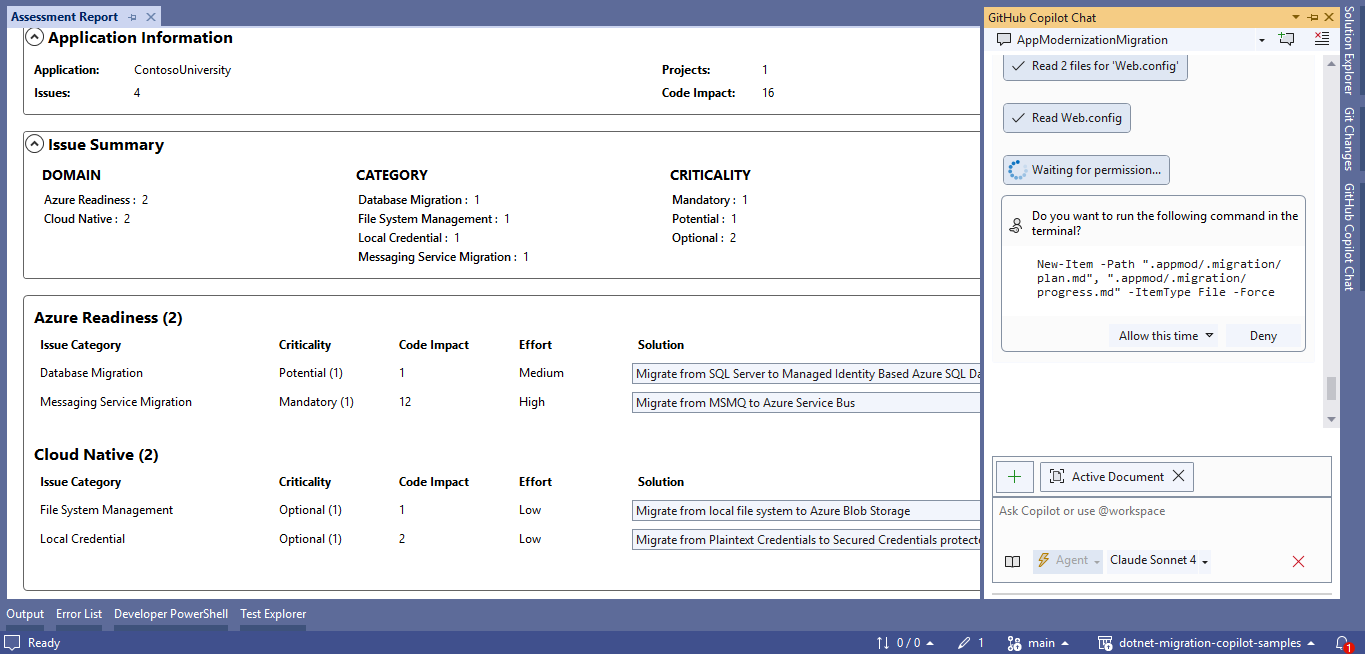 Assessment Report
Application Information
Application: ContosoUniversity Projects: 1
Issues: 4 Code Impact: 16
Issue Summary
DOMAIN CATEGORY CRITICALITY
Azure Readiness : 2 Database Migration : 1 Mandatory : 1
Cloud Native : 2 File System Management : 1 Potential : 1
Local Credential : 1 Optional : 2
Messaging Service Migration : 1
Azure Readiness (2)
Issue Category Criticality Code Impact Effort Solution
Database Migration Potential (1) 1 Medium Migrate from SQL Server to Managed Identity Based Azure SQL Da
Messaging Service Migration Mandatory (1) 12 High Migrate from MSMQ to Azure Service Bus
Cloud Native (2)
Issue Category Criticality Code Impact Effort Solution
File System Management Optional (1) 1 Low Migrate from local file system to Azure Blob Storage
Local Credential Optional (1) 2 Low Migrate from Plaintext Credentials to Secured Credentials protecte
GitHub Copilot Chat
AppModernizationMigration
Read 2 files for 'Web.config'
Read Web.config
Waiting for permission...
Do you want to run the following command in the
terminal?
New-Item -Path ".appmod/.migration/
plan.md", ".appmod/.migration/
progress.md" -ItemType File -Force
Allow this time Deny
Active Document
Ask Copilot or use @workspace
Agent Claude Sonnet 4
Solution Explorer
Git Changes
GitHub Copilot Chat
Output Error List Developer PowerShell Test Explorer
Ready 0 / 0 1 main dotnet-migration-copilot-samples 1